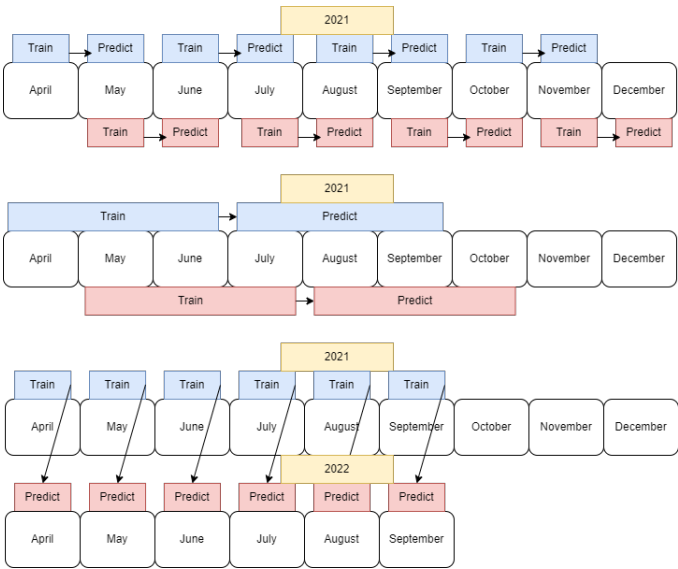 2021
Train Predict Train Predict Train Predict Train Predict
April May June July August September October November December
Train Predict Train Predict Train Predict Train Predict
2021
Train Predict
April May June July August September October November December
Train Predict
2021
Train Train Train Train Train Train
April May June July August September October November December
2022
Predict Predict Predict Predict Predict Predict
April May June July August September